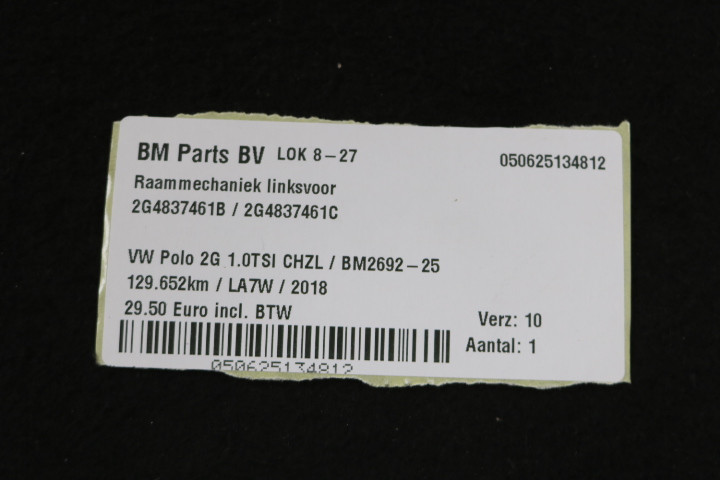 BM Parts BV LOK 8-27 050625134812
Raammechaniek linksvoor
2G4837461B / 2G4837461C
VW Polo 2G 1.0TSI CHZL / BM2692-25
129.652km / LA7W / 2018
29.50 Euro incl. BTW Verz: 10
Aantal: 1
050625134812